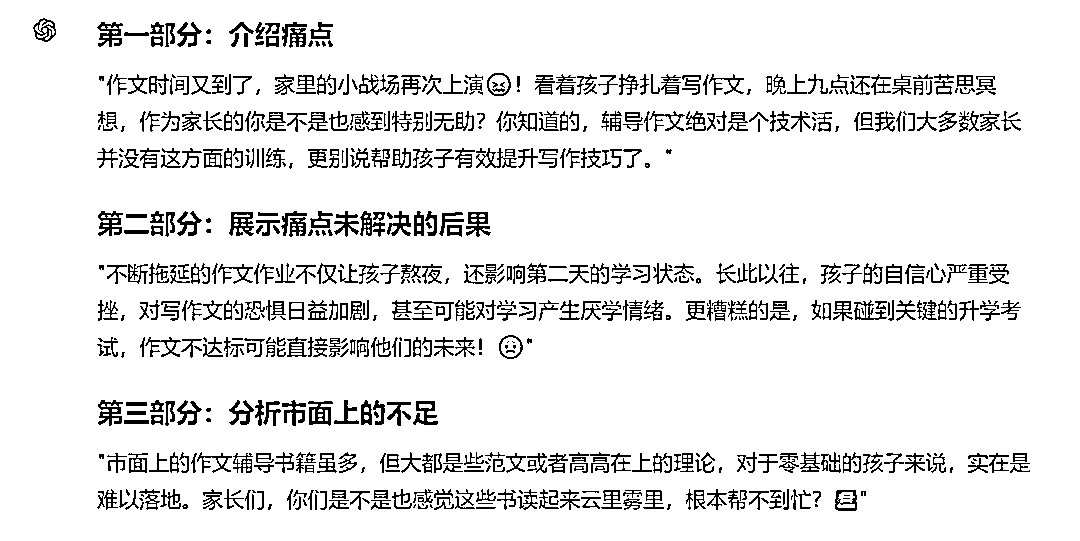 第一部分：介绍痛点
"作文时间又到了，家里的小战场再次上演😖！看着孩子挣扎着写作文，晚上九点还在桌前苦思冥
想，作为家长的你是不是也感到特别无助？你知道的，辅导作文绝对是个技术活，但我们大多数家长
并没有这方面的训练，更别说帮助孩子有效提升写作技巧了。"
第二部分：展示痛点未解决的后果
"不断拖延的作文作业不仅让孩子熬夜，还影响第二天的学习状态。长此以往，孩子的自信心严重受
挫，对写作文的恐惧日益加剧，甚至可能对学习产生厌学情绪。更糟糕的是，如果碰到关键的升学考
试，作文不达标可能直接影响他们的未来！😟"
第三部分：分析市面上的不足
"市面上的作文辅导书籍虽多，但大都是些范文或者高高在上的理论，对于零基础的孩子来说，实在是
难以落地。家长们，你们是不是也感觉这些书读起来云里雾里，根本帮不到忙？📚"